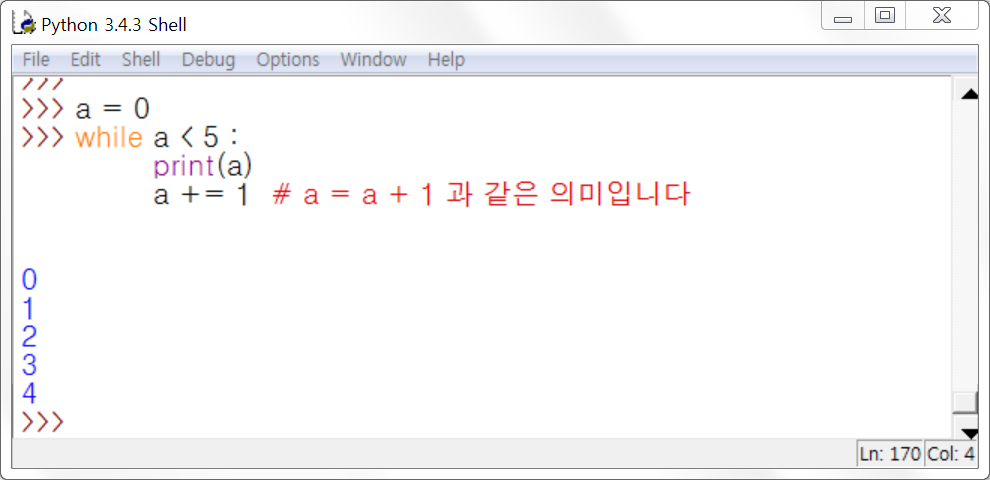 Python 3.4.3 Shell
File Edit Shell Debug Options Window Help
>>>
>>> a = 0
>>> while a < 5 :
print(a)
a += 1 # a = a + 1 과 같은 의미입니다
0
1
2
3
4
>>>
Ln: 170 Col: 4